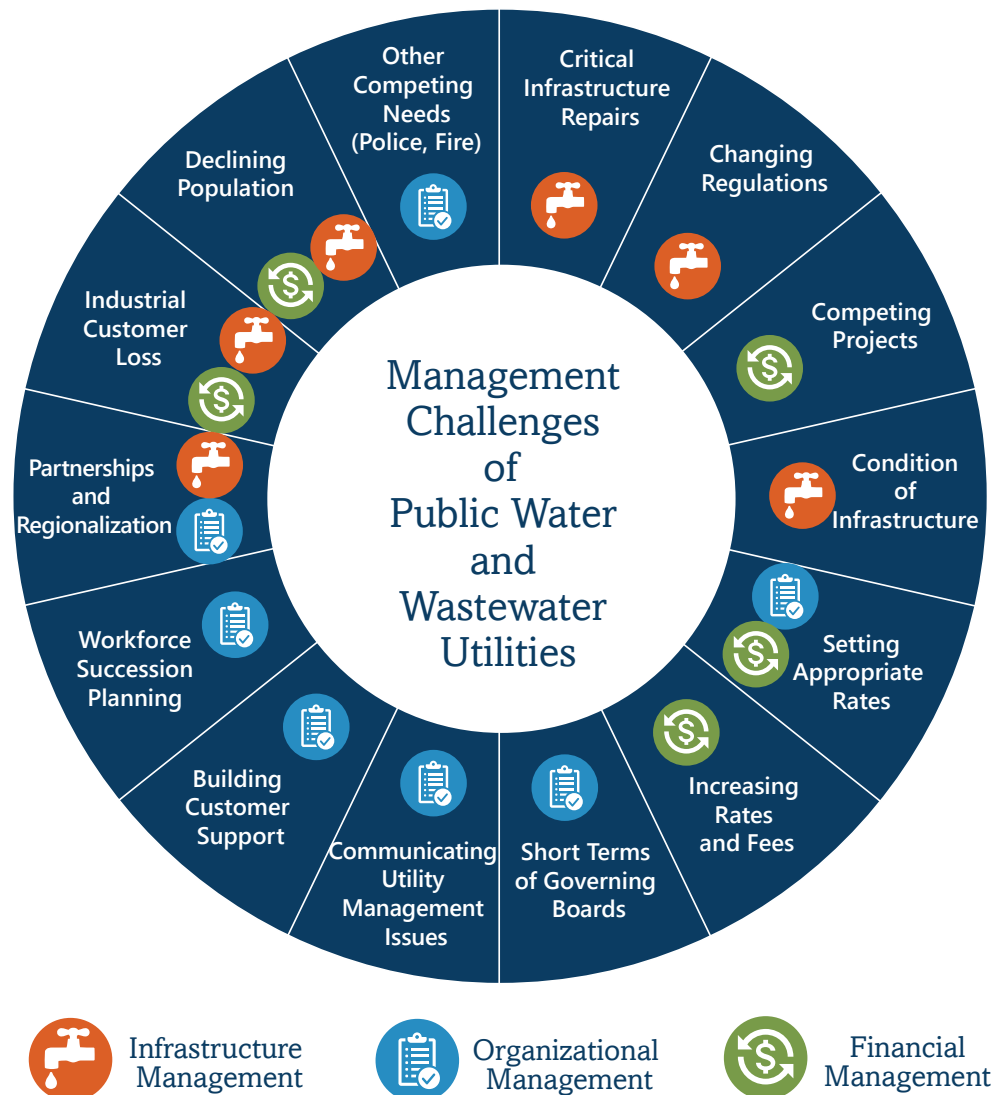 Other
Competing
Needs
(Police, Fire)
Critical
Infrastructure
Repairs
Changing
Regulations
Competing
Projects
Condition
of
Infrastructure
Setting
Appropriate
Rates
Increasing
Rates
and Fees
Short Terms
of Governing
Boards
Communicating
Utility
Management
Issues
Building
Customer
Support
Workforce
Succession
Planning
Partnerships
and
Regionalization
Industrial
Customer
Loss
Declining
Population
Management
Challenges
of
Public Water
and
Wastewater
Utilities
Infrastructure
Management
Organizational
Management
Financial
Management